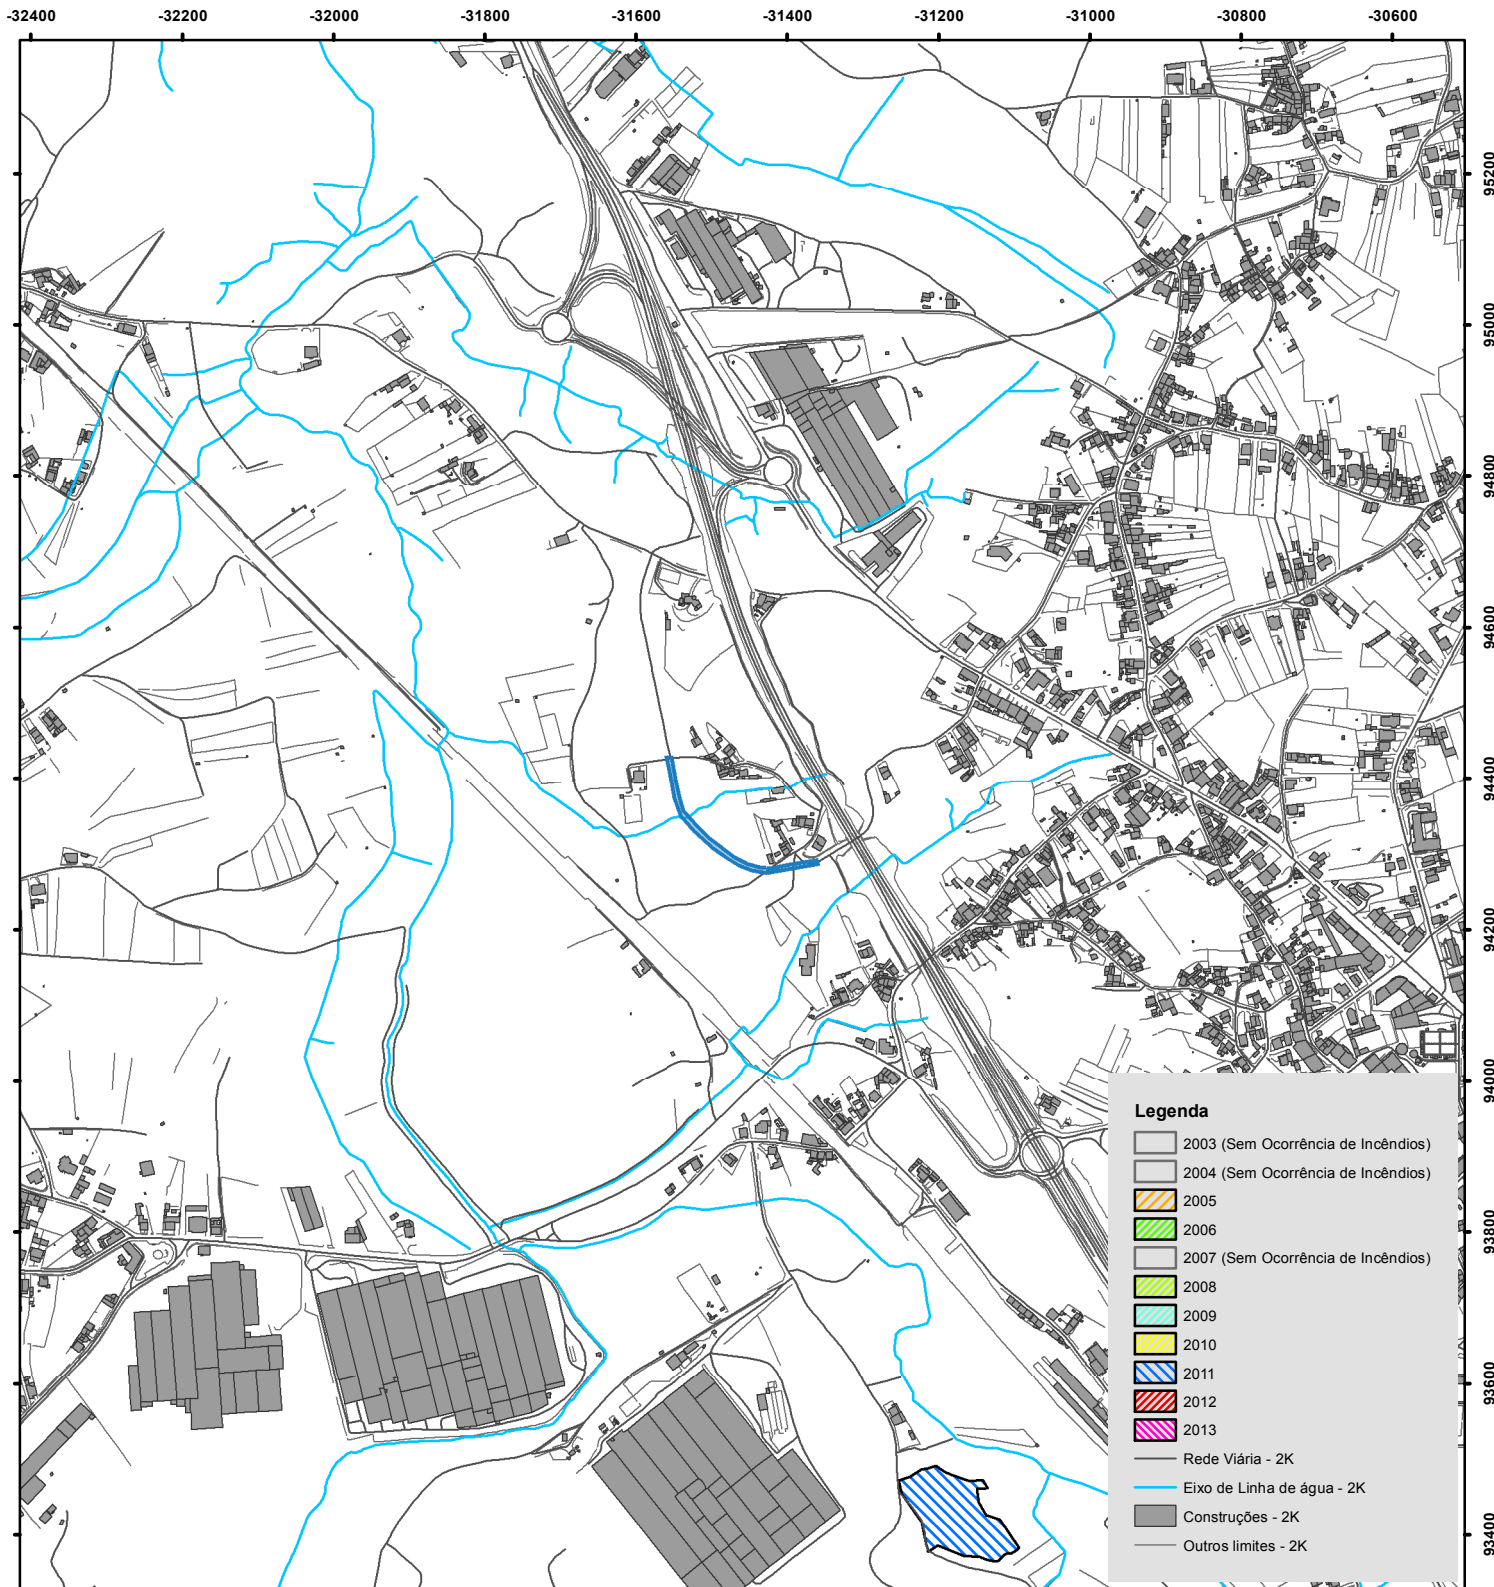 -32400 -32200 -32000 -31800 -31600 -31400 -31200 -31000 -30800 -30600
95200
95000
94800
94600
94400
94200
94000
93800
93600
93400
Legenda
2003 (Sem Ocorrência de Incêndios)
2004 (Sem Ocorrência de Incêndios)
2005
2006
2007 (Sem Ocorrência de Incêndios)
2008
2009
2010
2011
2012
2013
Rede Viária - 2K
Eixo de Linha de água - 2K
Construções - 2K
Outros limites - 2K